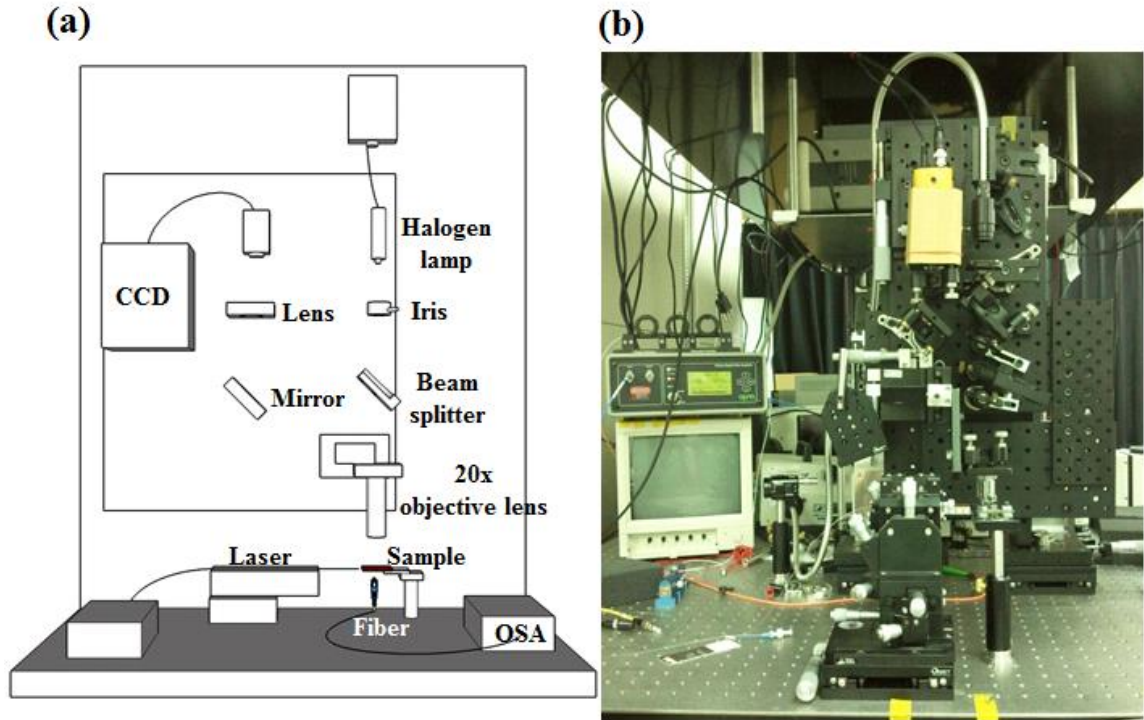 (a)
(b)
Halogen
lamp
CCD
Lens
Iris
Mirror
Beam
splitter
20x
objective lens
Laser
Sample
Fiber
OSA